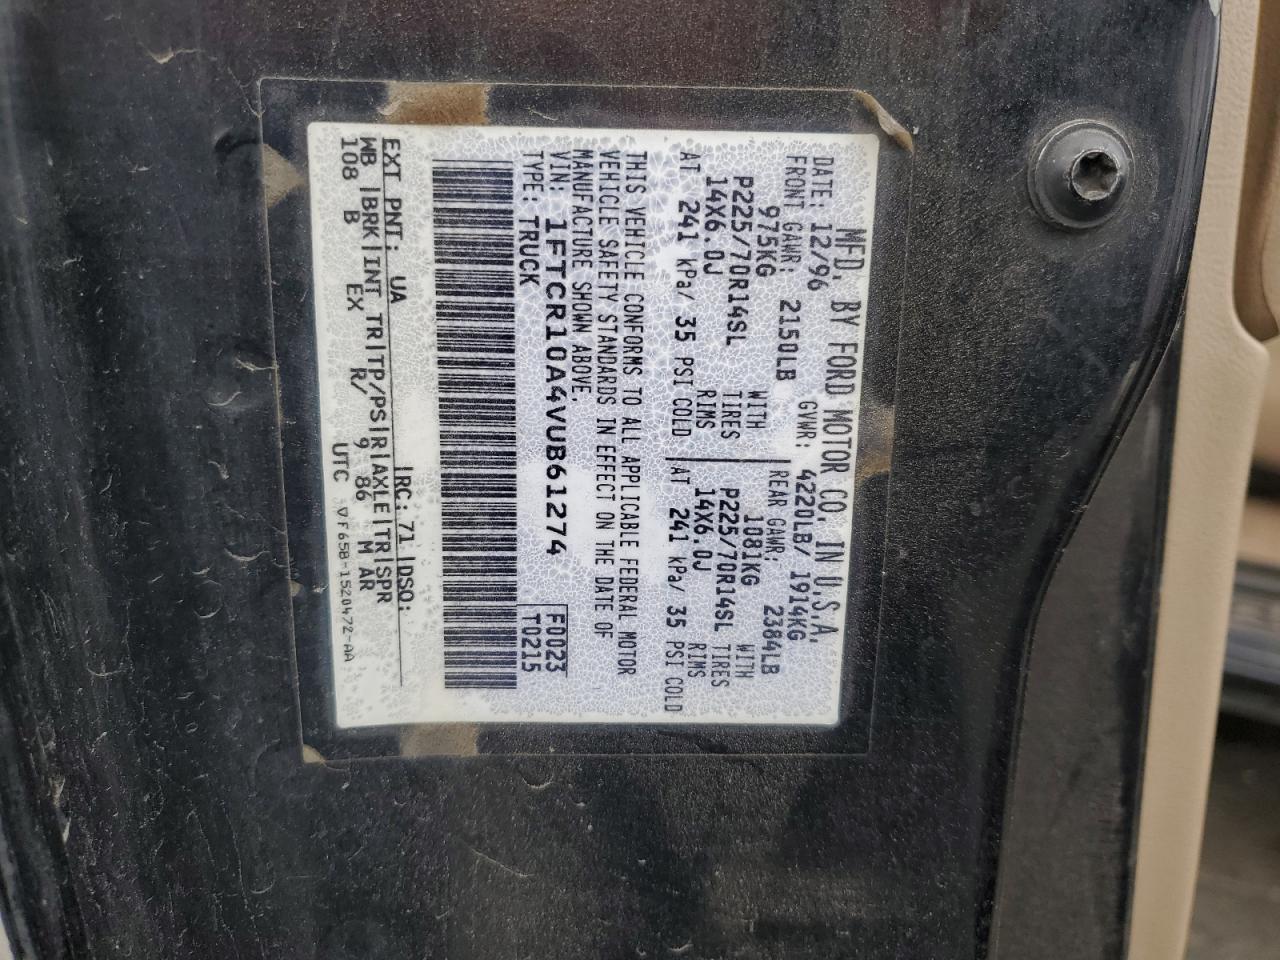 MFD. BY FORD MOTOR CO. IN U.S.A.
DATE: 12/96 GVWR: 4220LB/ 1914KG
FRONT GAWR: 2150LB REAR GAWR: 2384LB
975KG WITH 1081KG WITH
P225/70R14SL TIRES P225/70R14SL TIRES
14X6.0J RIMS 14X6.0J RIMS
AT 241 kPa/ 35 PSI COLD AT 241 kPa/ 35 PSI COLD
THIS VEHICLE CONFORMS TO ALL APPLICABLE FEDERAL MOTOR
VEHICLE SAFETY STANDARDS IN EFFECT ON THE DATE OF
MANUFACTURE SHOWN ABOVE.
VIN: 1FTCR10A4VUB61274 F0023
TYPE: TRUCK T0215
EXT PNT: UA IRC: 71 DSO:
WB |BRK|INT TR|TP/PS|R|AXLE|TR|SPR
108 B EX R/ 9 86 M AR
UTC VF65B-1520472-AA